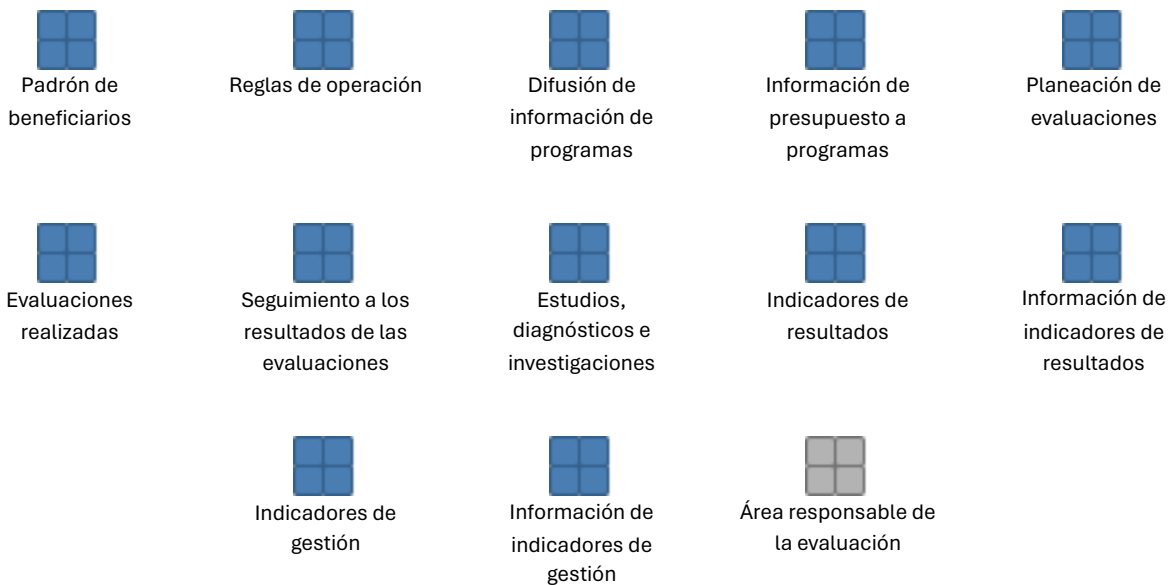 Padrón de
beneficiarios
Reglas de operación
Difusión de
información de
programas
Información de
presupuesto a
programas
Planeación de
evaluaciones
Evaluaciones
realizadas
Seguimiento a los
resultados de las
evaluaciones
Estudios,
diagnósticos e
investigaciones
Indicadores de
resultados
Información de
indicadores de
resultados
Indicadores de
gestión
Información de
indicadores de
gestión
Área responsable de
la evaluación